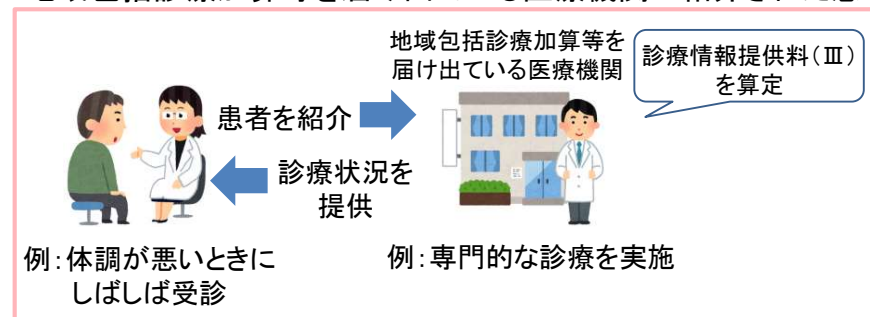 地域包括診療加算等を
届け出ている医療機関
診療情報提供料(Ⅲ)
を算定
患者を紹介
診療状況を
提供
例:体調が悪いときに
しばしば受診
例:専門的な診療を実施